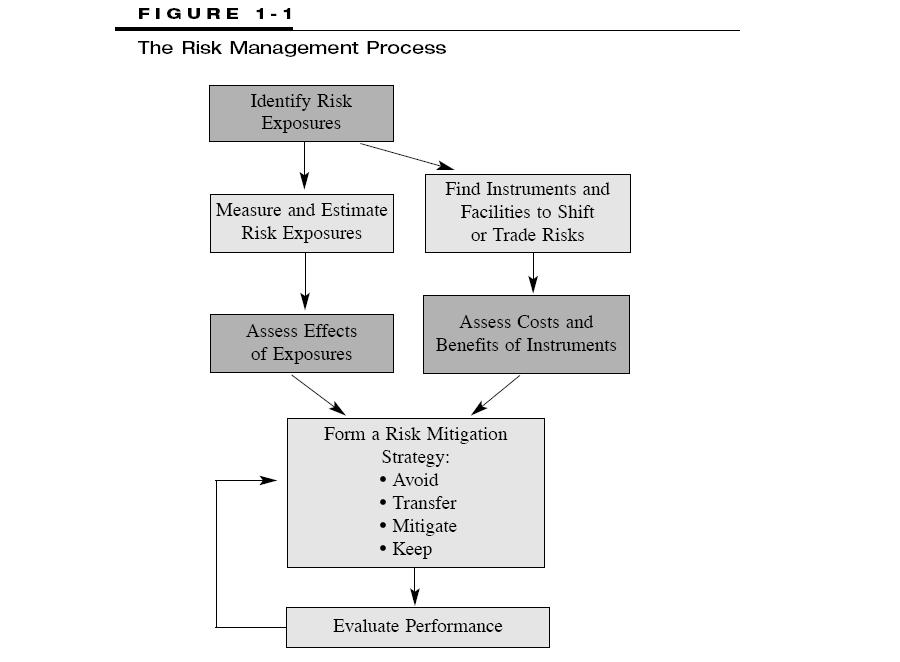 FIGURE 1-1
The Risk Management Process
Identify Risk
Exposures
Measure and Estimate
Risk Exposures
Find Instruments and
Facilities to Shift
or Trade Risks
Assess Effects
of Exposures
Assess Costs and
Benefits of Instruments
Form a Risk Mitigation
Strategy:
• Avoid
• Transfer
• Mitigate
• Keep
Evaluate Performance